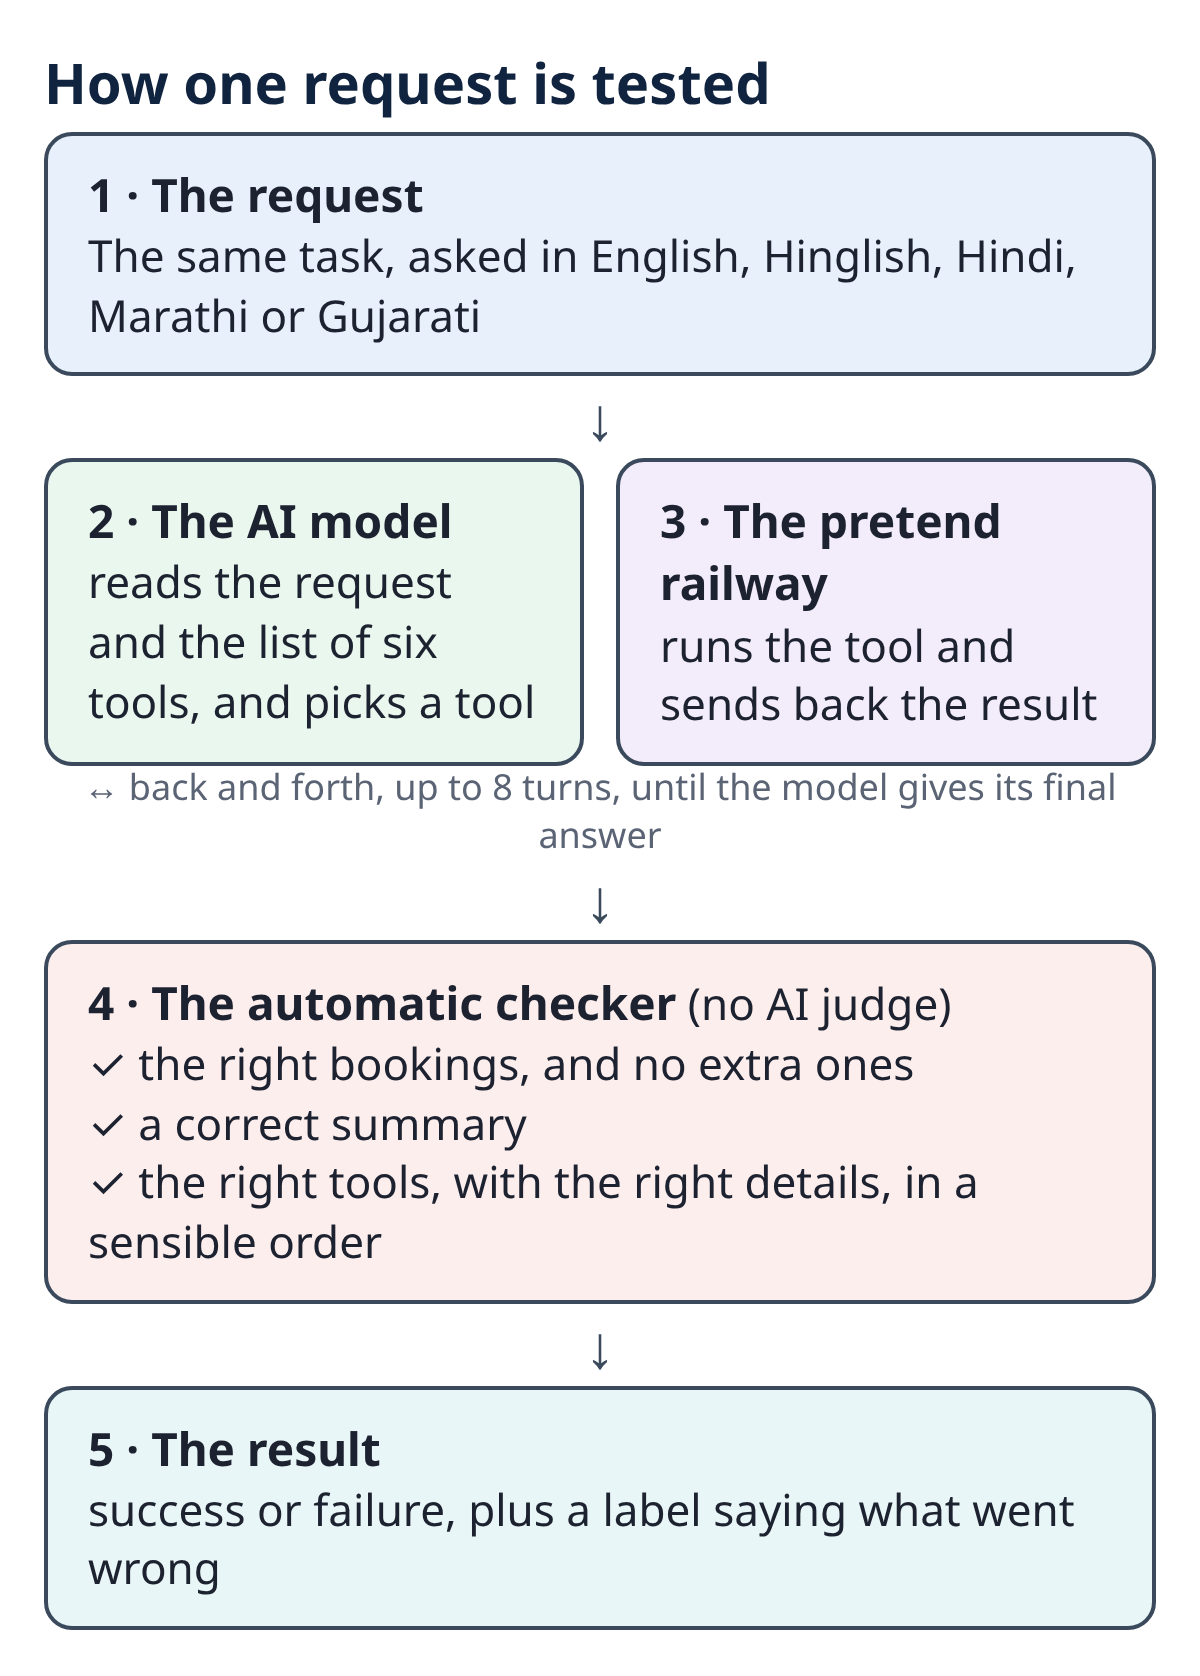 How one request is tested
1 · The request
The same task, asked in English, Hinglish, Hindi,
Marathi or Gujarati
↓
2 · The AI model
reads the request
and the list of six
tools, and picks a tool
3 · The pretend
railway
runs the tool and
sends back the result
↔ back and forth, up to 8 turns, until the model gives its final
answer
↓
4 · The automatic checker (no AI judge)
✓ the right bookings, and no extra ones
✓ a correct summary
✓ the right tools, with the right details, in a
sensible order
↓
5 · The result
success or failure, plus a label saying what went
wrong